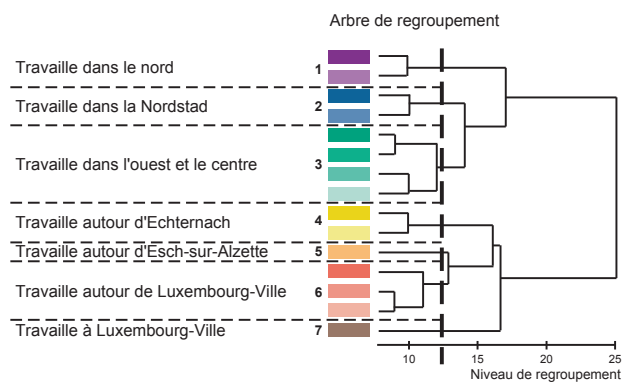 Arbre de regroupement
Travaille dans le nord 1
Travaille dans la Nordstad 2
Travaille dans l'ouest et le centre 3
Travaille autour d'Echternach 4
Travaille autour d'Esch-sur-Alzette 5
Travaille autour de Luxembourg-Ville 6
Travaille à Luxembourg-Ville 7
10 15 20 25
Niveau de regroupement